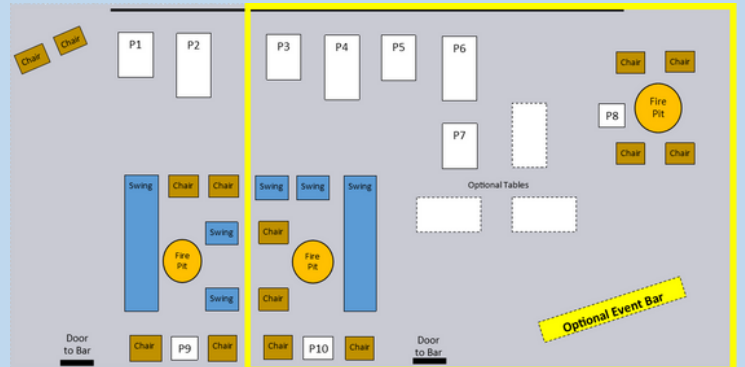 P1
P2
P3
P4
P5
P6
Chair
Chair
Chair
Chair
Fire
Pit
P8
P7
Chair
Chair
Optional Tables
Swing
Chair
Chair
Swing
Swing
Swing
Swing
Chair
Fire
Pit
Fire
Pit
Swing
Chair
Optional Event Bar
Door
to Bar
Chair
P9
Chair
Chair
P10
Chair
Door
to Bar